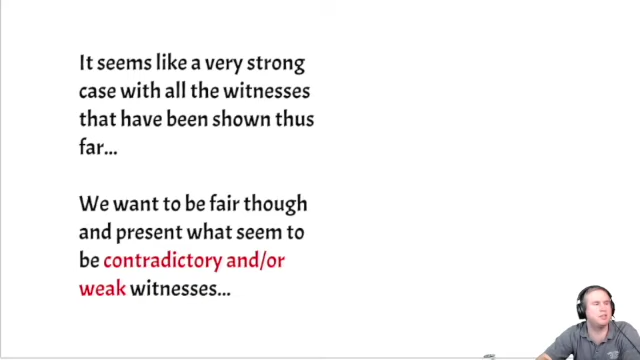 It seems like a very strong
case with all the witnesses
that have been shown thus
far...
We want to be fair though
and present what seem to
be contradictory and/or
weak witnesses...